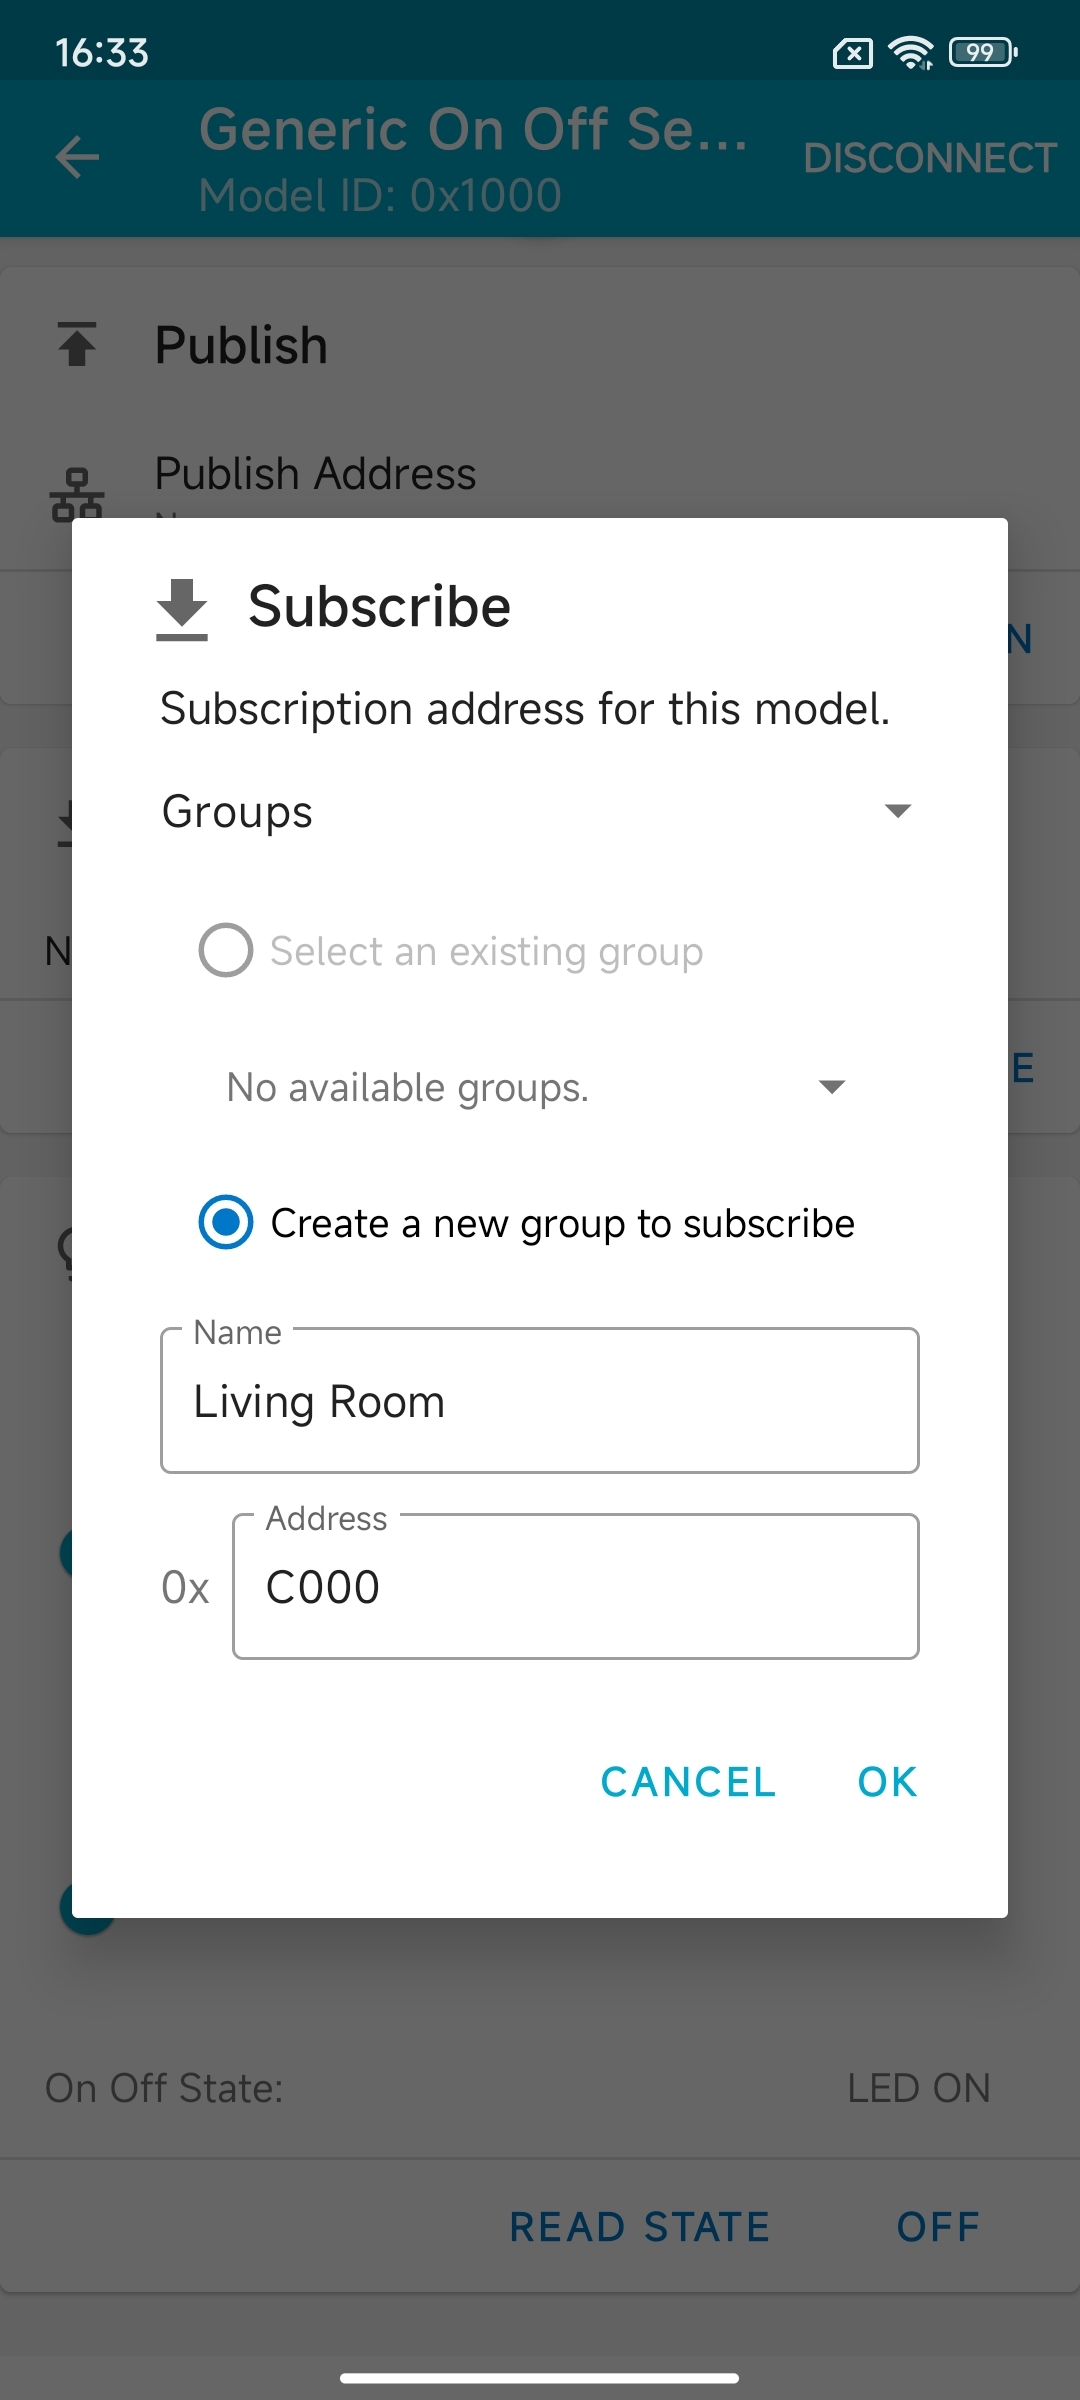 16:33
99
Generic On Off Se...
DISCONNECT
Model ID: 0x1000
Publish
Publish Address
Subscribe
Subscription address for this model.
Groups
Select an existing group
No available groups.
Create a new group to subscribe
Name
Living Room
Address
0x C000
CANCEL OK
On Off State: LED ON
READ STATE OFF